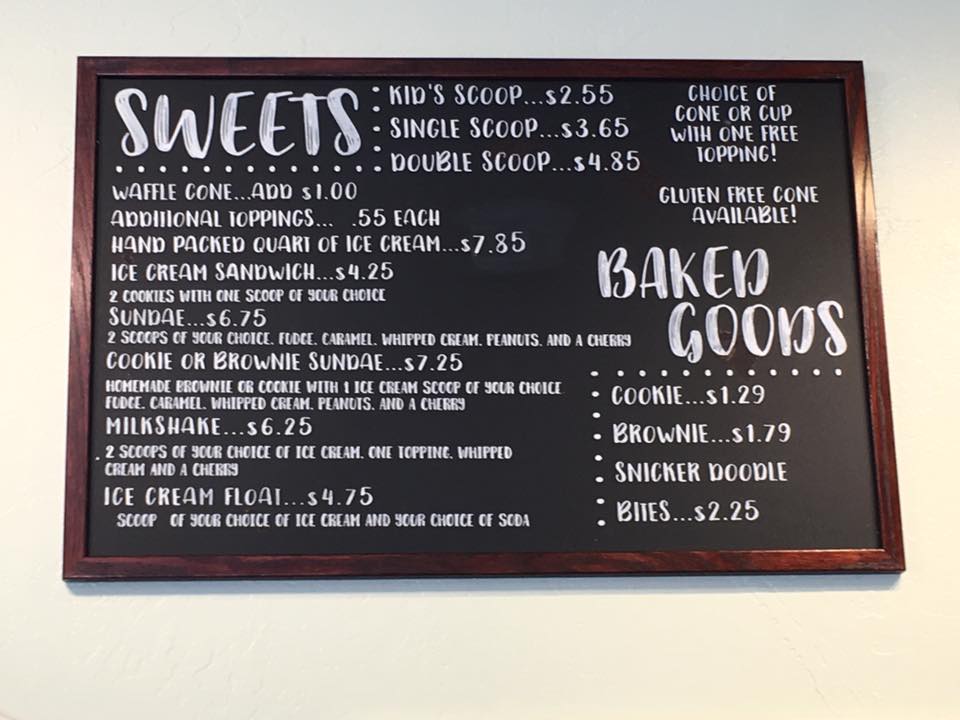 SWEETS
KID'S SCOOP...$2.55
SINGLE SCOOP...$3.65
DOUBLE SCOOP...$4.85
CHOICE OF
CONE OR CUP
WITH ONE FREE
TOPPING!
GLUTEN FREE CONE
AVAILABLE!
WAFFLE CONE...ADD $1.00
ADDITIONAL TOPPINGS... .55 EACH
HAND PACKED QUART OF ICE CREAM...$7.85
ICE CREAM SANDWICH...$4.25
2 COOKIES WITH ONE SCOOP OF YOUR CHOICE
SUNDAE...$6.75
2 SCOOPS OF YOUR CHOICE, FUDGE, CARAMEL, WHIPPED CREAM, PEANUTS, AND A CHERRY
COOKIE OR BROWNIE SUNDAE...$7.25
HOMEMADE BROWNIE OR COOKIE WITH 1 ICE CREAM SCOOP OF YOUR CHOICE
FUDGE, CARAMEL, WHIPPED CREAM, PEANUTS, AND A CHERRY
MILKSHAKE...$6.25
2 SCOOPS OF YOUR CHOICE OF ICE CREAM, ONE TOPPING, WHIPPED
CREAM AND A CHERRY
ICE CREAM FLOAT...$4.75
SCOOP OF YOUR CHOICE OF ICE CREAM AND YOUR CHOICE OF SODA
BAKED
GOODS
COOKIE...$1.29
BROWNIE...$1.79
SNICKER DOODLE
BITES...$2.25